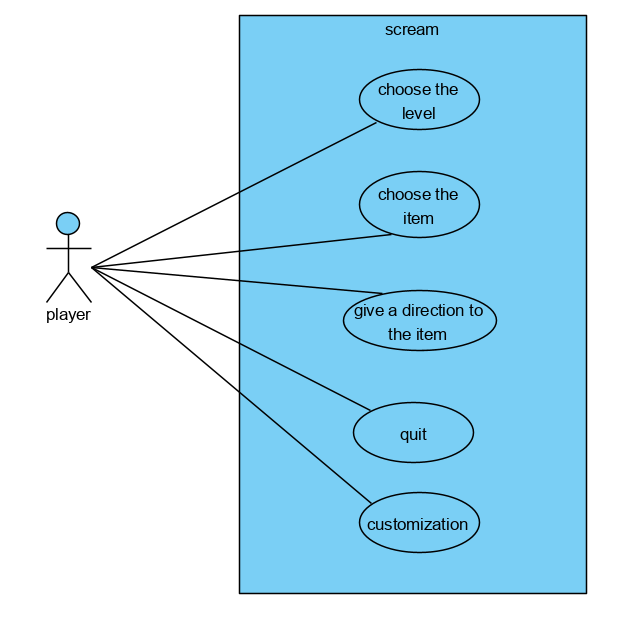 scream
choose the
level
choose the
item
give a direction to
the item
player
quit
customization